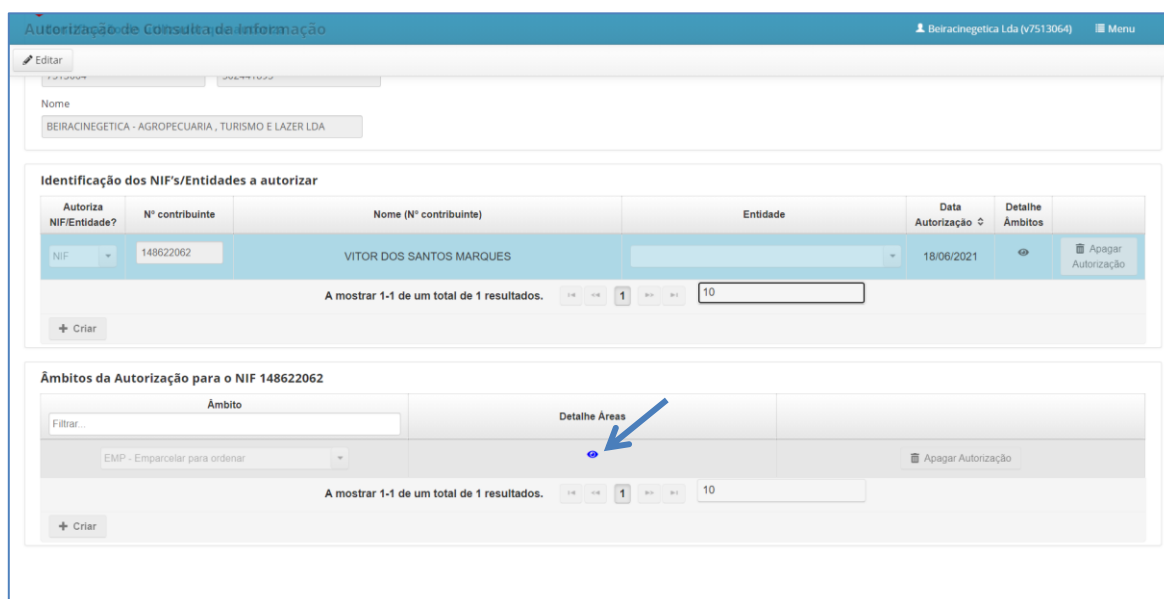 Autorização de Consulta da Informação
Beiracinegetica Lda (v7513064) Menu
Editar
Nome
BEIRACINEGETICA - AGROPECUARIA , TURISMO E LAZER LDA
Identificação dos NIF's/Entidades a autorizar
Autoriza NIF/Entidade? Nº contribuinte Nome (Nº contribuinte) Entidade Data Autorização Detalhe Âmbitos
NIF 148622062 VITOR DOS SANTOS MARQUES 18/06/2021 Apagar Autorização
A mostrar 1-1 de um total de 1 resultados. 1 10
+ Criar
Âmbitos da Autorização para o NIF 148622062
Âmbito Detalhe Áreas
Filtrar...
EMP - Emparcelar para ordenar Apagar Autorização
A mostrar 1-1 de um total de 1 resultados. 1 10
+ Criar